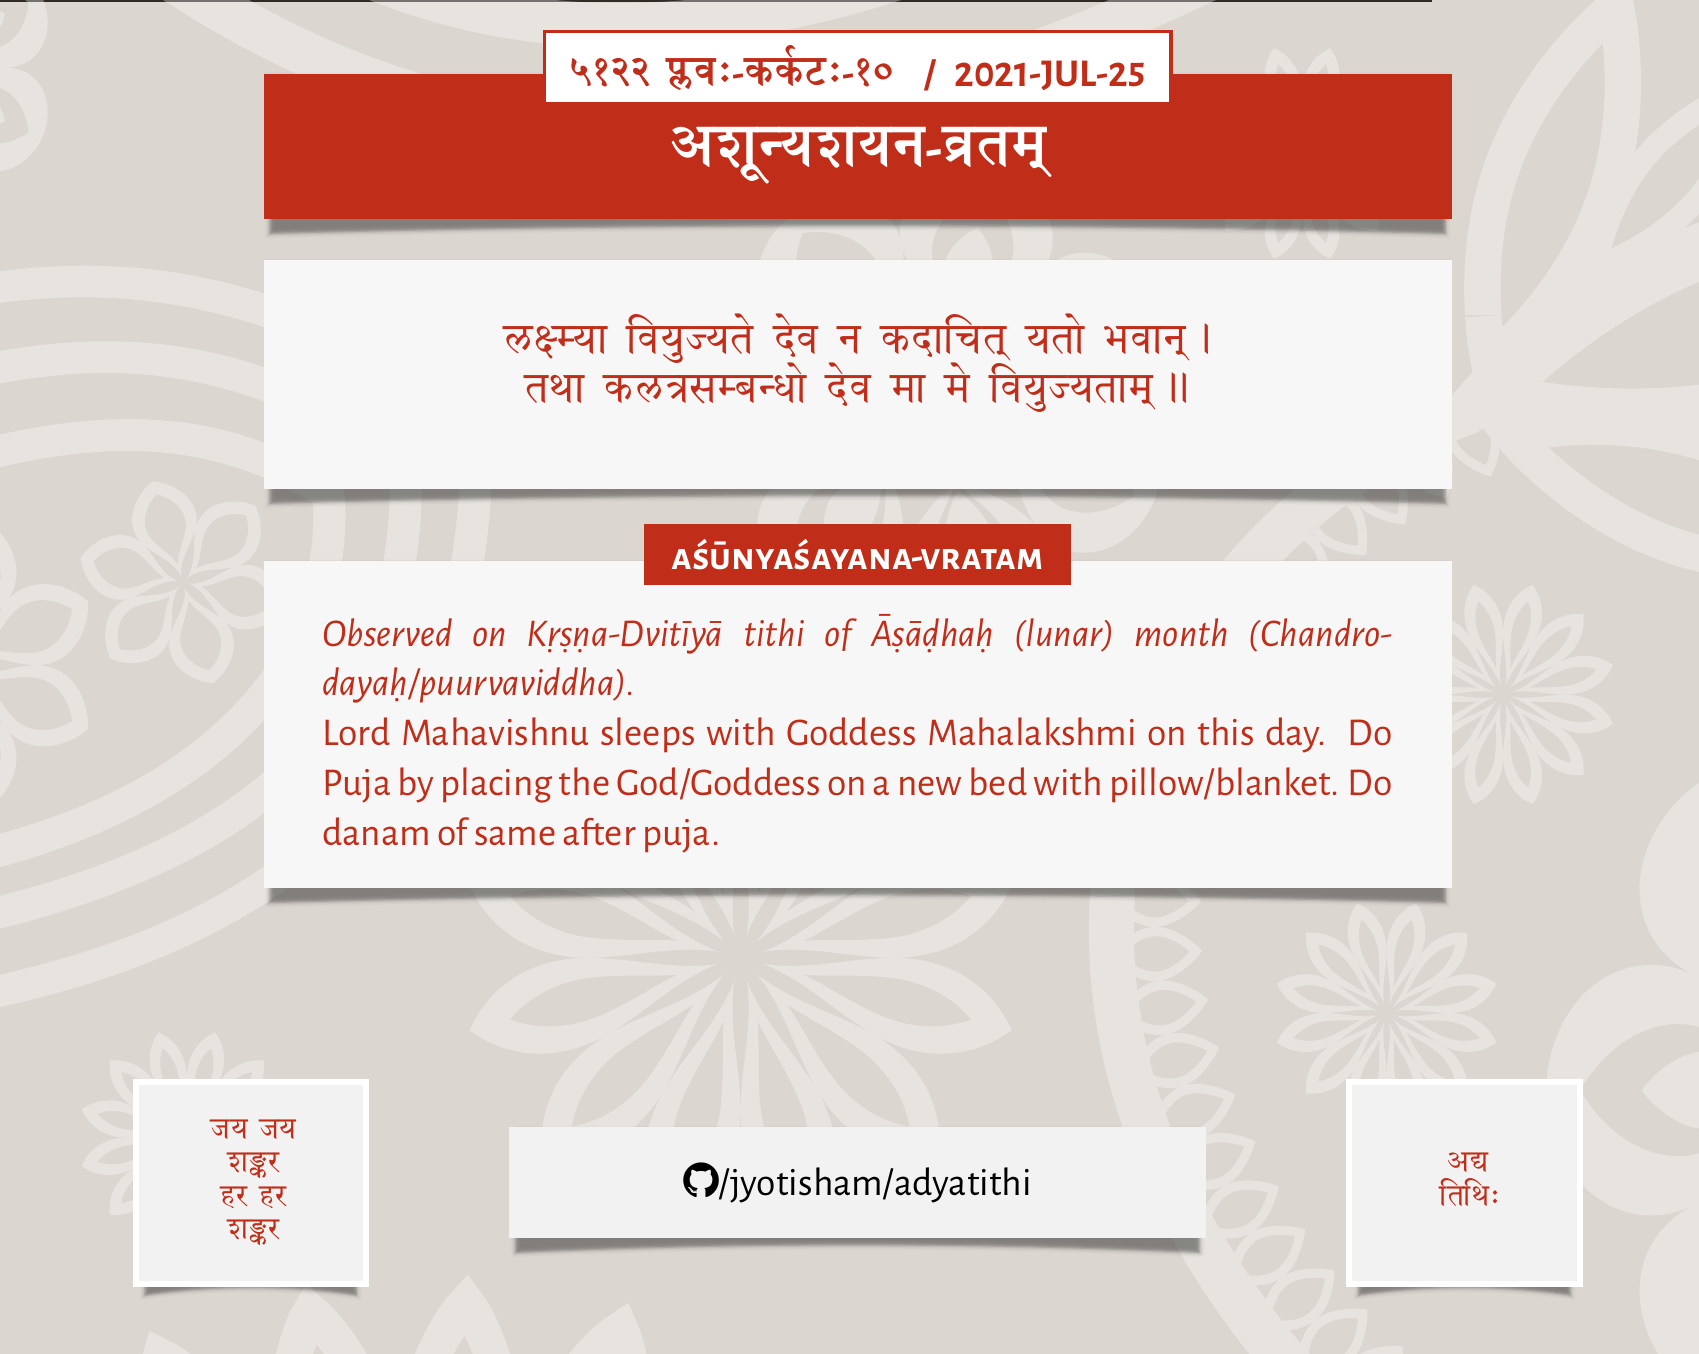 ५१२२ प्लवः-कर्कटः-१० / 2021-JUL-25
अशून्यशयन-व्रतम्
लक्ष्म्या वियुज्यते देव न कदाचित् यतो भवान्।
तथा कलत्रसम्बन्धो देव मा मे वियुज्यताम्॥
AŚŪNYAŚAYANA-VRATAM
Observed on Kṛṣṇa-Dvitīyā tithi of Āṣāḍhaḥ (lunar) month (Chandro-
dayaḥ/puurvaviddha).
Lord Mahavishnu sleeps with Goddess Mahalakshmi on this day. Do
Puja by placing the God/Goddess on a new bed with pillow/blanket. Do
danam of same after puja.
जय जय
शङ्कर
हर हर
शङ्कर
/jyotisham/adyatithi
अद्य
तिथिः